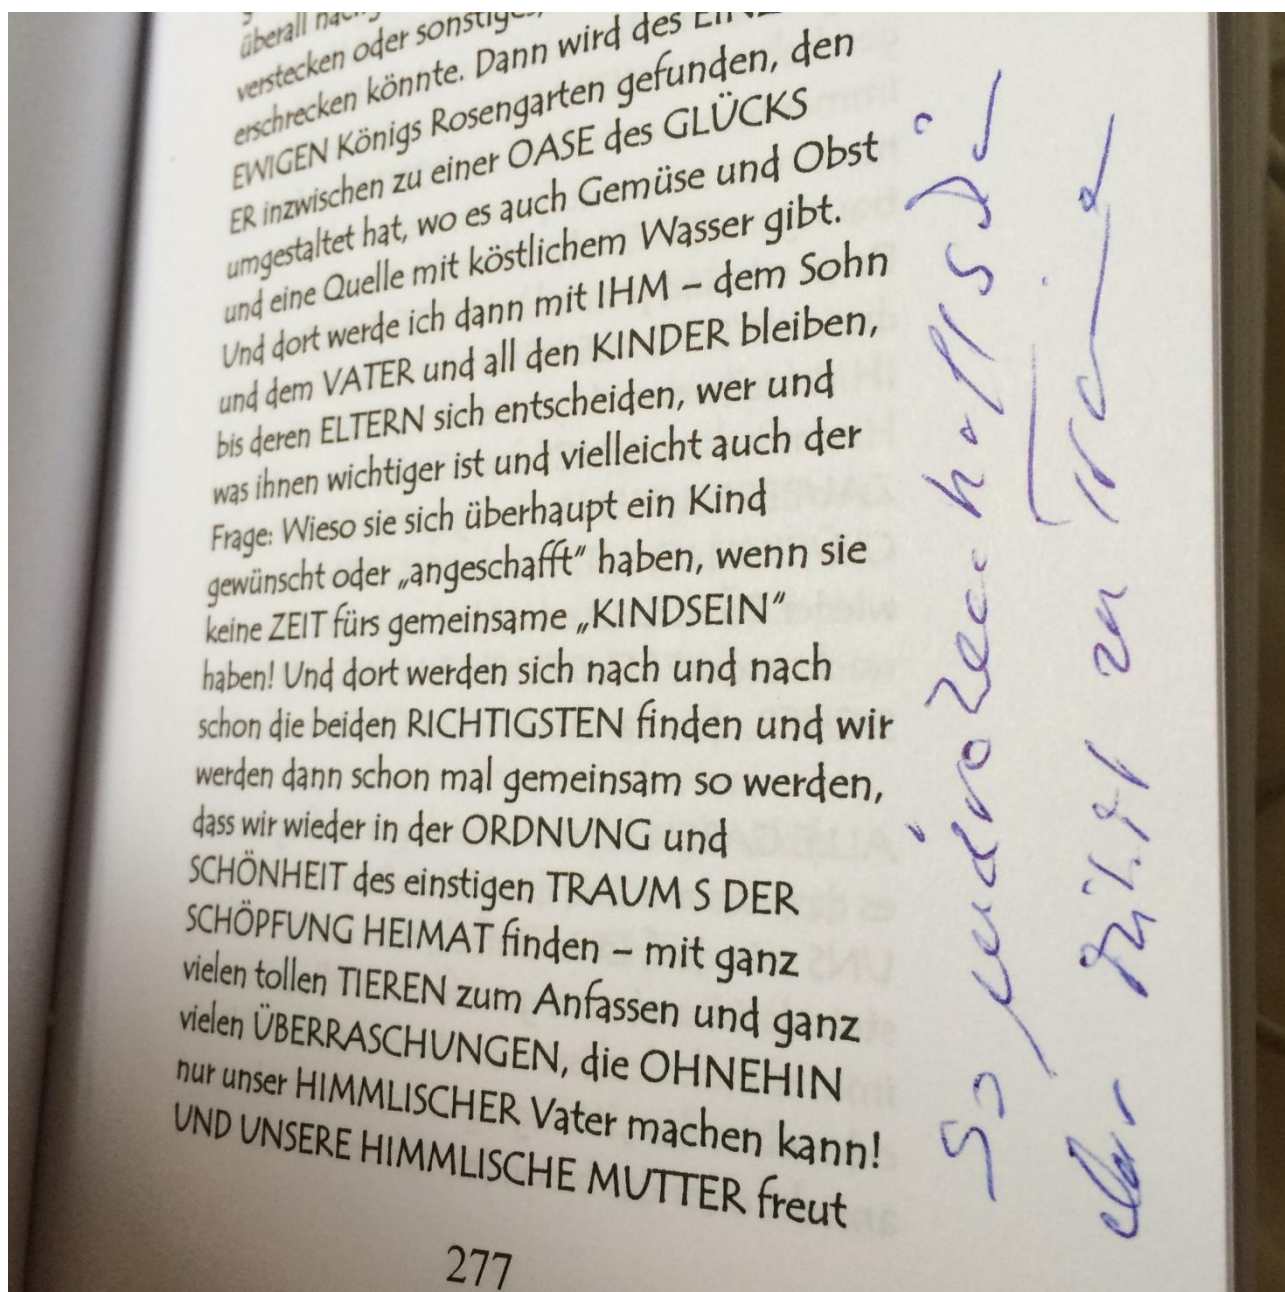 überall
verstecken oder sonstiges,
erschrecken könnte. Dann wird des
EWIGEN Königs Rosengarten gefunden, den
ER inzwischen zu einer OASE des GLÜCKS
umgestaltet hat, wo es auch Gemüse und Obst
und eine Quelle mit köstlichem Wasser gibt.
Und dort werde ich dann mit IHM – dem Sohn
und dem VATER und all den KINDER bleiben,
bis deren ELTERN sich entscheiden, wer und
was ihnen wichtiger ist und vielleicht auch der
Frage: Wieso sie sich überhaupt ein Kind
gewünscht oder „angeschafft“ haben, wenn sie
keine ZEIT fürs gemeinsame „KINDSEIN“
haben! Und dort werden sich nach und nach
schon die beiden RICHTIGSTEN finden und wir
werden dann schon mal gemeinsam so werden,
dass wir wieder in der ORDNUNG und
SCHÖNHEIT des einstigen TRAUM S DER
SCHÖPFUNG HEIMAT finden – mit ganz
vielen tollen TIEREN zum Anfassen und ganz
vielen ÜBERRASCHUNGEN, die OHNEHIN
nur unser HIMMLISCHER Vater machen kann!
UND UNSERE HIMMLISCHE MUTTER freut
277
So
zu